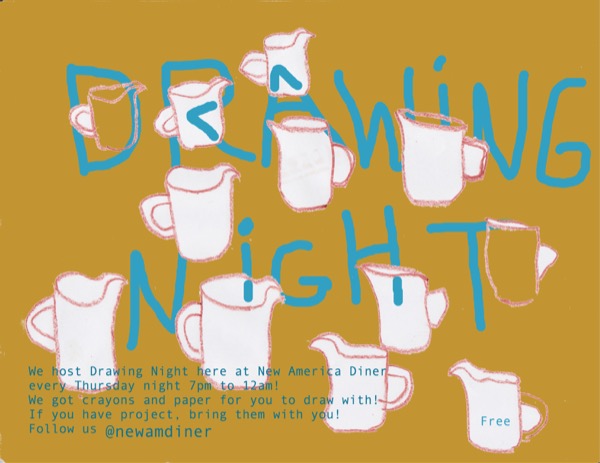 DRAWiNG
NiGHT
We host Drawing Night here at New America Diner
every Thursday night 7pm to 12am!
We got crayons and paper for you to draw with!
If you have project, bring them with you!
Follow us @newamdiner
Free